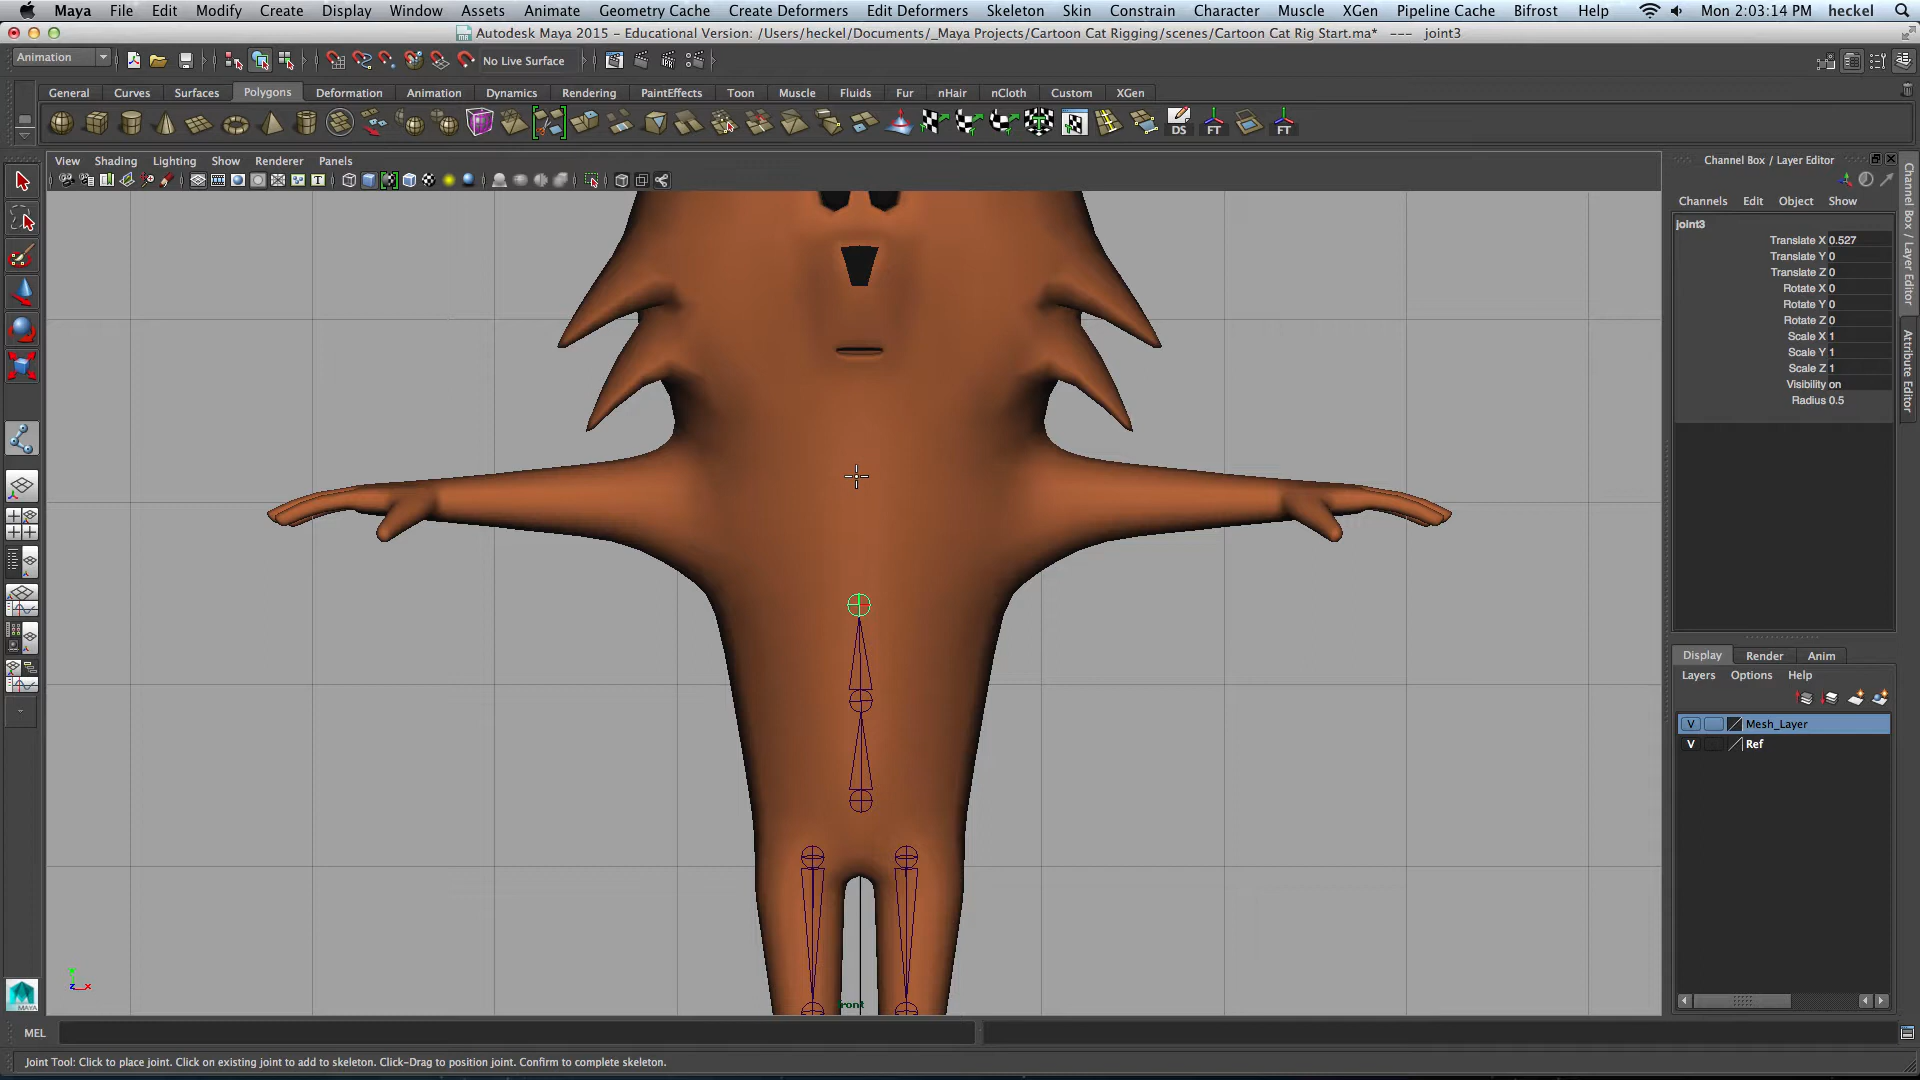 Maya File Edit Modify Create Display Window Assets Animate Geometry Cache Create Deformers Edit Deformers Skeleton Skin Constrain Character Muscle XGen Pipeline Cache Bifrost Help Mon 2:03:14 PM heckel
Autodesk Maya 2015 - Educational Version: /Users/heckel/Documents/_Maya Projects/Cartoon Cat Rigging/scenes/Cartoon Cat Rig Start.ma* --- joint3
Animation No Live Surface
General Curves Surfaces Polygons Deformation Animation Dynamics Rendering PaintEffects Toon Muscle Fluids Fur nHair nCloth Custom XGen
DS FT FT
View Shading Lighting Show Renderer Panels
Channel Box / Layer Editor
Channels Edit Object Show
joint3
Translate X 0.527
Translate Y 0
Translate Z 0
Rotate X 0
Rotate Y 0
Rotate Z 0
Scale X 1
Scale Y 1
Scale Z 1
Visibility on
Radius 0.5
Channel Box / Layer Editor
Attribute Editor
Display Render Anim
Layers Options Help
V Mesh_Layer
V Ref
y
z x
front
MAYA
MEL
Joint Tool: Click to place joint. Click on existing joint to add to skeleton. Click-Drag to position joint. Confirm to complete skeleton.